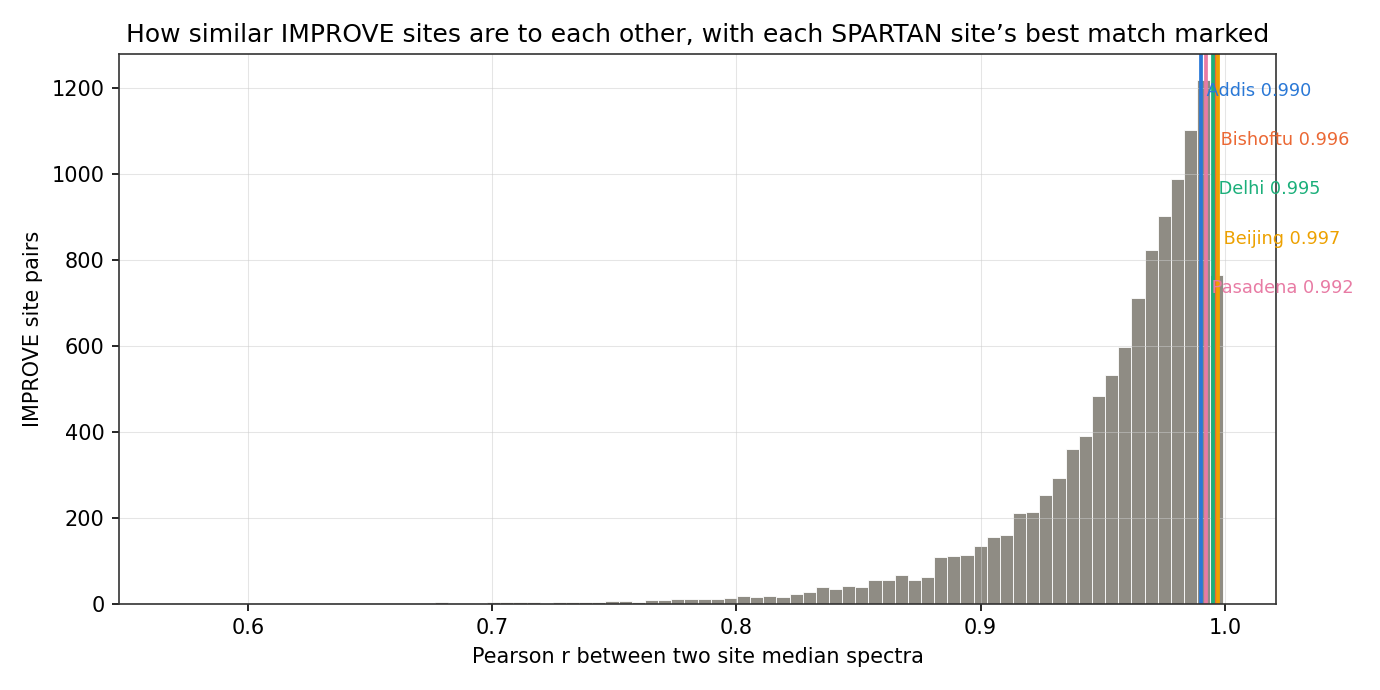 How similar IMPROVE sites are to each other, with each SPARTAN site’s best match marked
IMPROVE site pairs
1200
1000
800
600
400
200
0
Addis 0.990
Bishoftu 0.996
Delhi 0.995
Beijing 0.997
Pasadena 0.992
0.6
0.7
0.8
0.9
1.0
Pearson r between two site median spectra